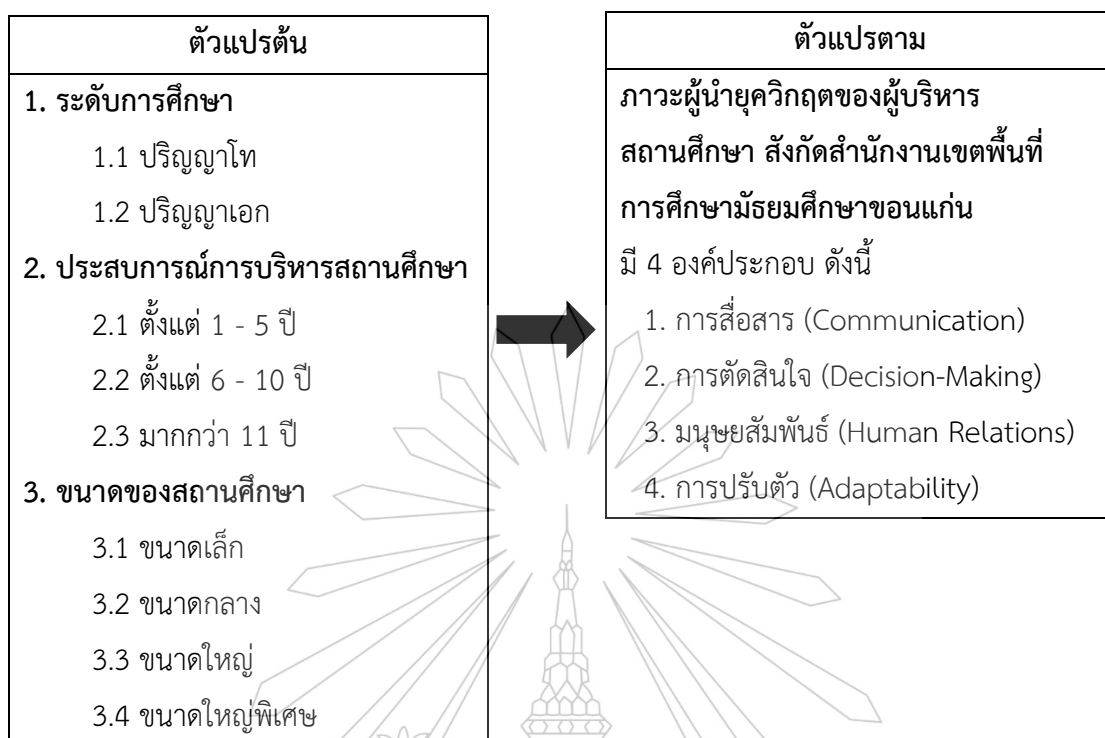 ตัวแปรต้น
1. ระดับการศึกษา
1.1 ปริญญาโท
1.2 ปริญญาเอก
2. ประสบการณ์การบริหารสถานศึกษา
2.1 ตั้งแต่ 1 - 5 ปี
2.2 ตั้งแต่ 6 - 10 ปี
2.3 มากกว่า 11 ปี
3. ขนาดของสถานศึกษา
3.1 ขนาดเล็ก
3.2 ขนาดกลาง
3.3 ขนาดใหญ่
3.4 ขนาดใหญ่พิเศษ
ตัวแปรตาม
ภาวะผู้นำยุควิกฤตของผู้บริหาร
สถานศึกษา สังกัดสำนักงานเขตพื้นที่
การศึกษามัธยมศึกษาขอนแก่น
มี 4 องค์ประกอบ ดังนี้
1. การสื่อสาร (Communication)
2. การตัดสินใจ (Decision-Making)
3. มนุษยสัมพันธ์ (Human Relations)
4. การปรับตัว (Adaptability)